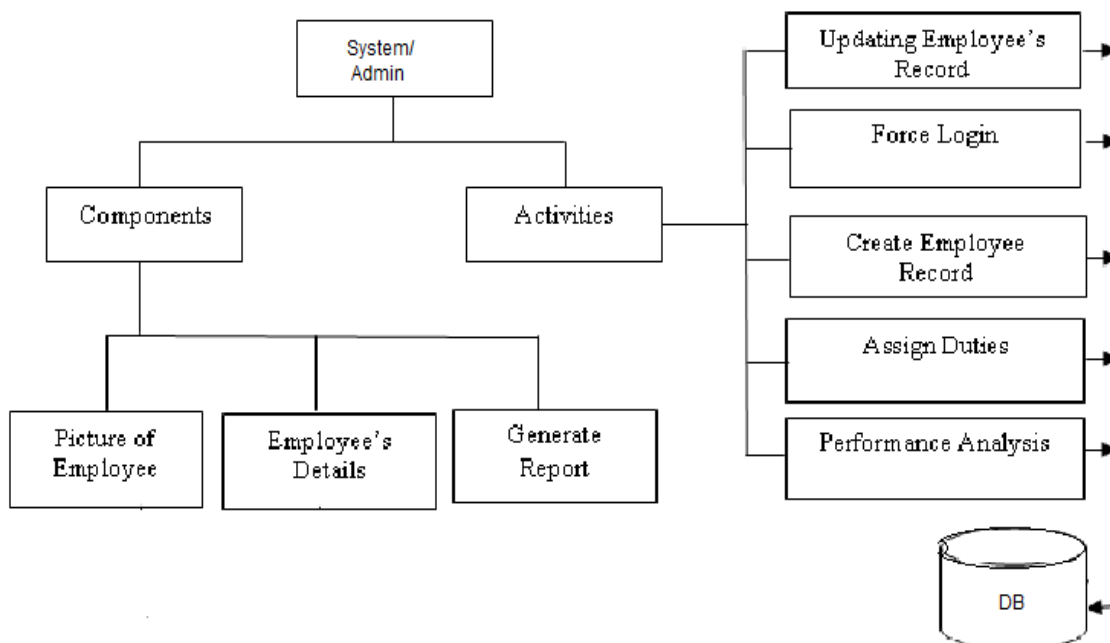 System/
Admin
Updating Employee's
Record
Force Login
Components
Activities
Create Employee
Record
Assign Duties
Picture of
Employee
Employee's
Details
Generate
Report
Performance Analysis
DB